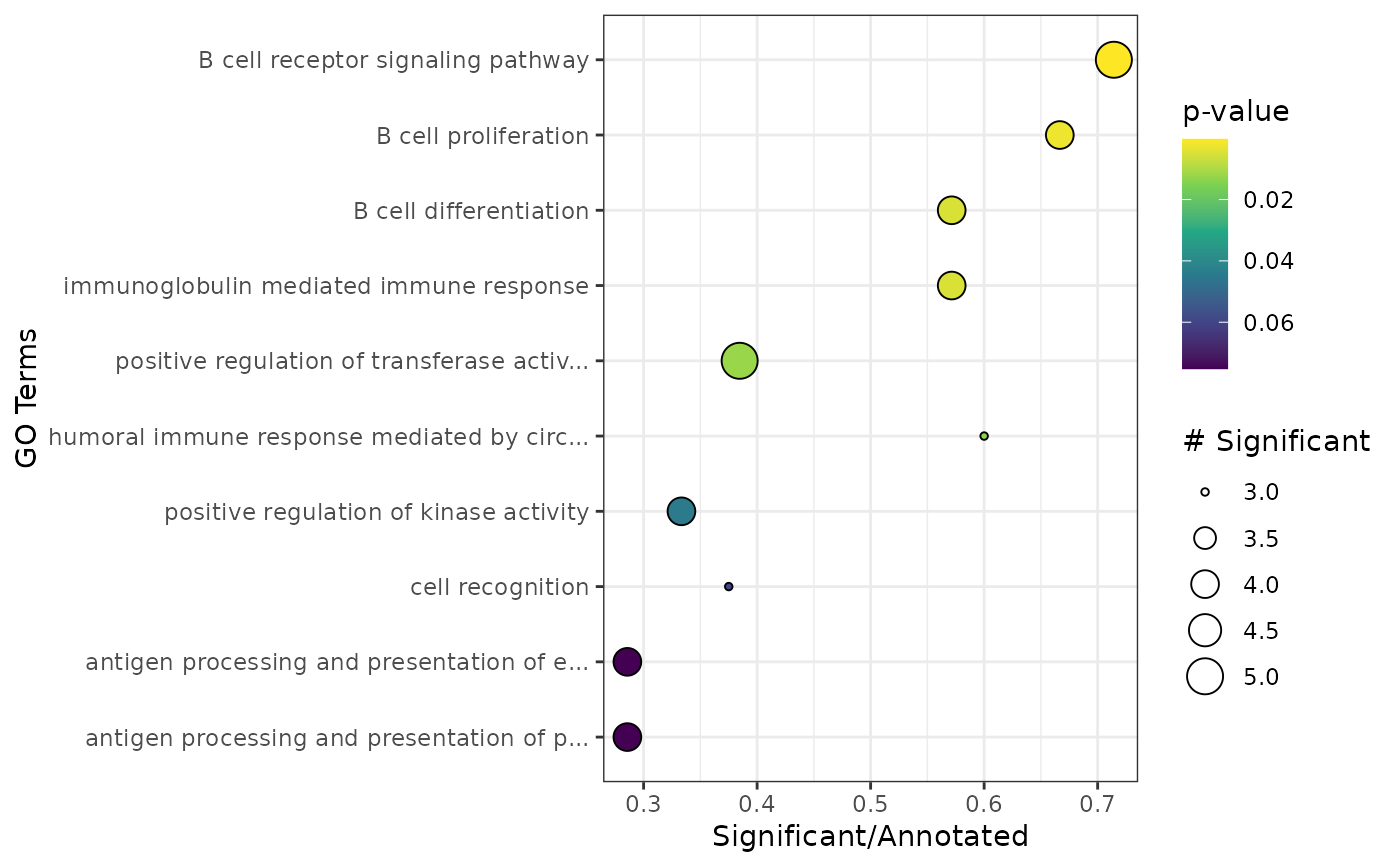 B cell receptor signaling pathway
B cell proliferation
B cell differentiation
immunoglobulin mediated immune response
positive regulation of transferase activ...
humoral immune response mediated by circ...
positive regulation of kinase activity
cell recognition
antigen processing and presentation of e...
antigen processing and presentation of p...
GO Terms
0.3 0.4 0.5 0.6 0.7
Significant/Annotated
p-value
0.02
0.04
0.06
# Significant
3.0
3.5
4.0
4.5
5.0